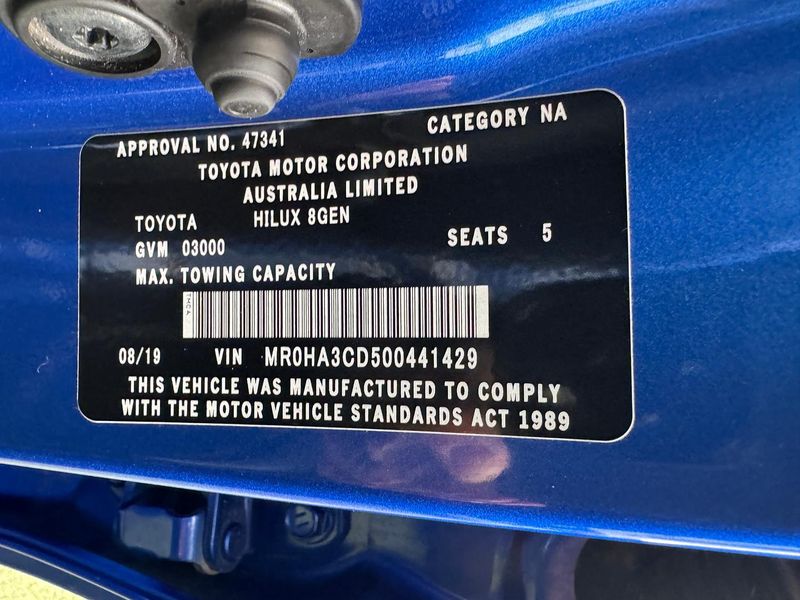 APPROVAL NO. 47341 CATEGORY NA
TOYOTA MOTOR CORPORATION
AUSTRALIA LIMITED
TOYOTA HILUX 8GEN
GVM 03000 SEATS 5
MAX. TOWING CAPACITY
TMCA
08/19 VIN MR0HA3CD500441429
THIS VEHICLE WAS MANUFACTURED TO COMPLY
WITH THE MOTOR VEHICLE STANDARDS ACT 1989